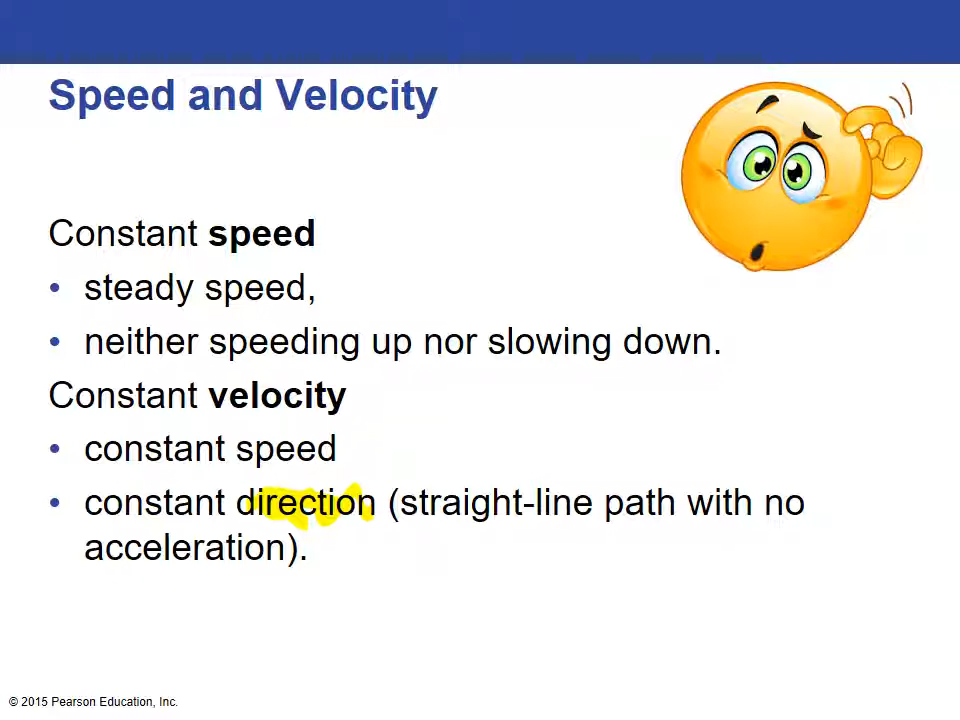 Speed and Velocity
Constant speed
• steady speed,
• neither speeding up nor slowing down.
Constant velocity
• constant speed
• constant direction (straight-line path with no
acceleration).
© 2015 Pearson Education, Inc.